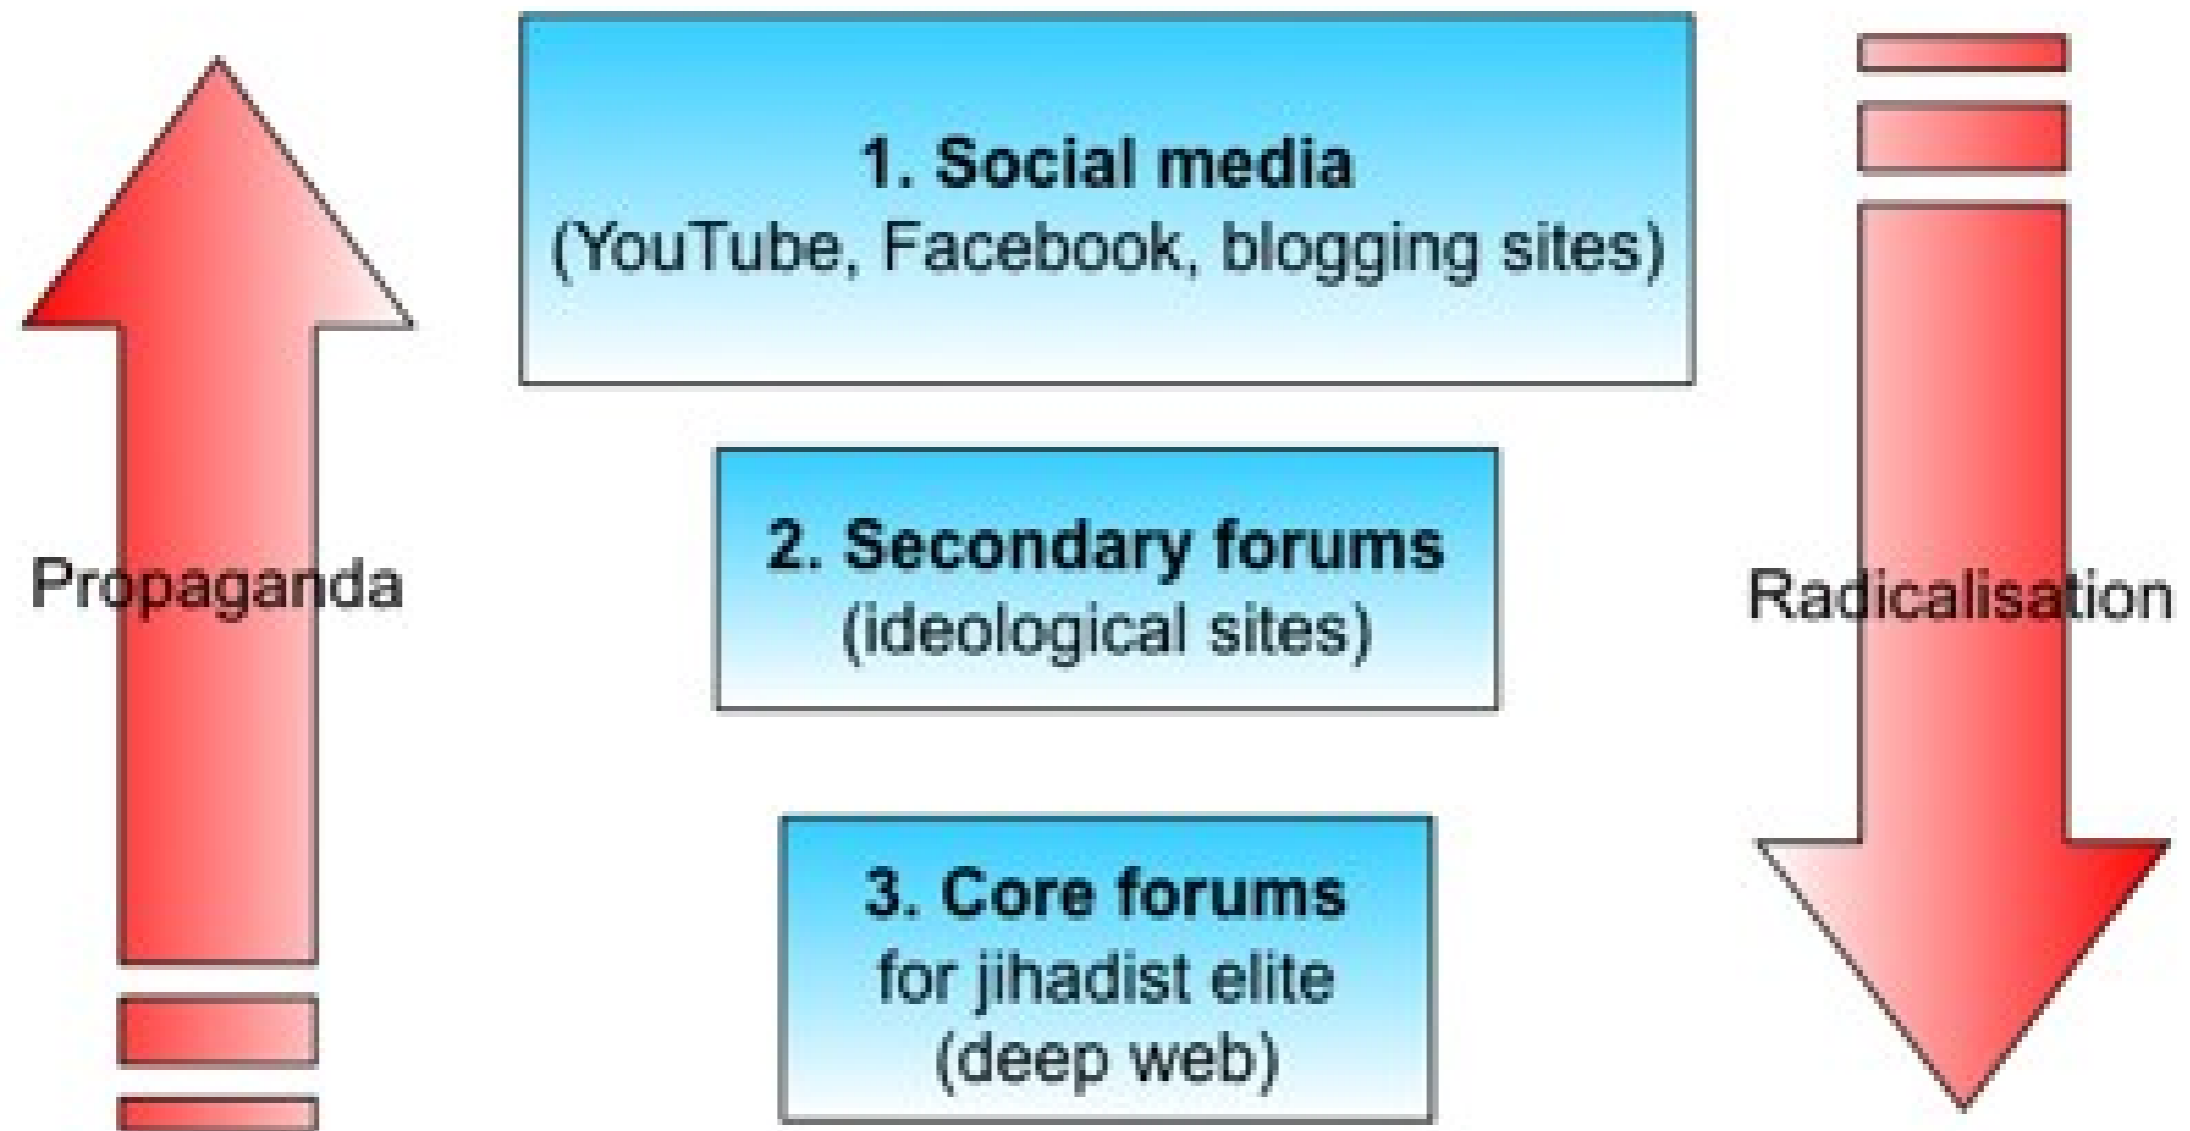 1. Social media
(YouTube, Facebook, blogging sites)
2. Secondary forums
(ideological sites)
Propaganda
Radicalisation
3. Core forums
for jihadist elite
(deep web)